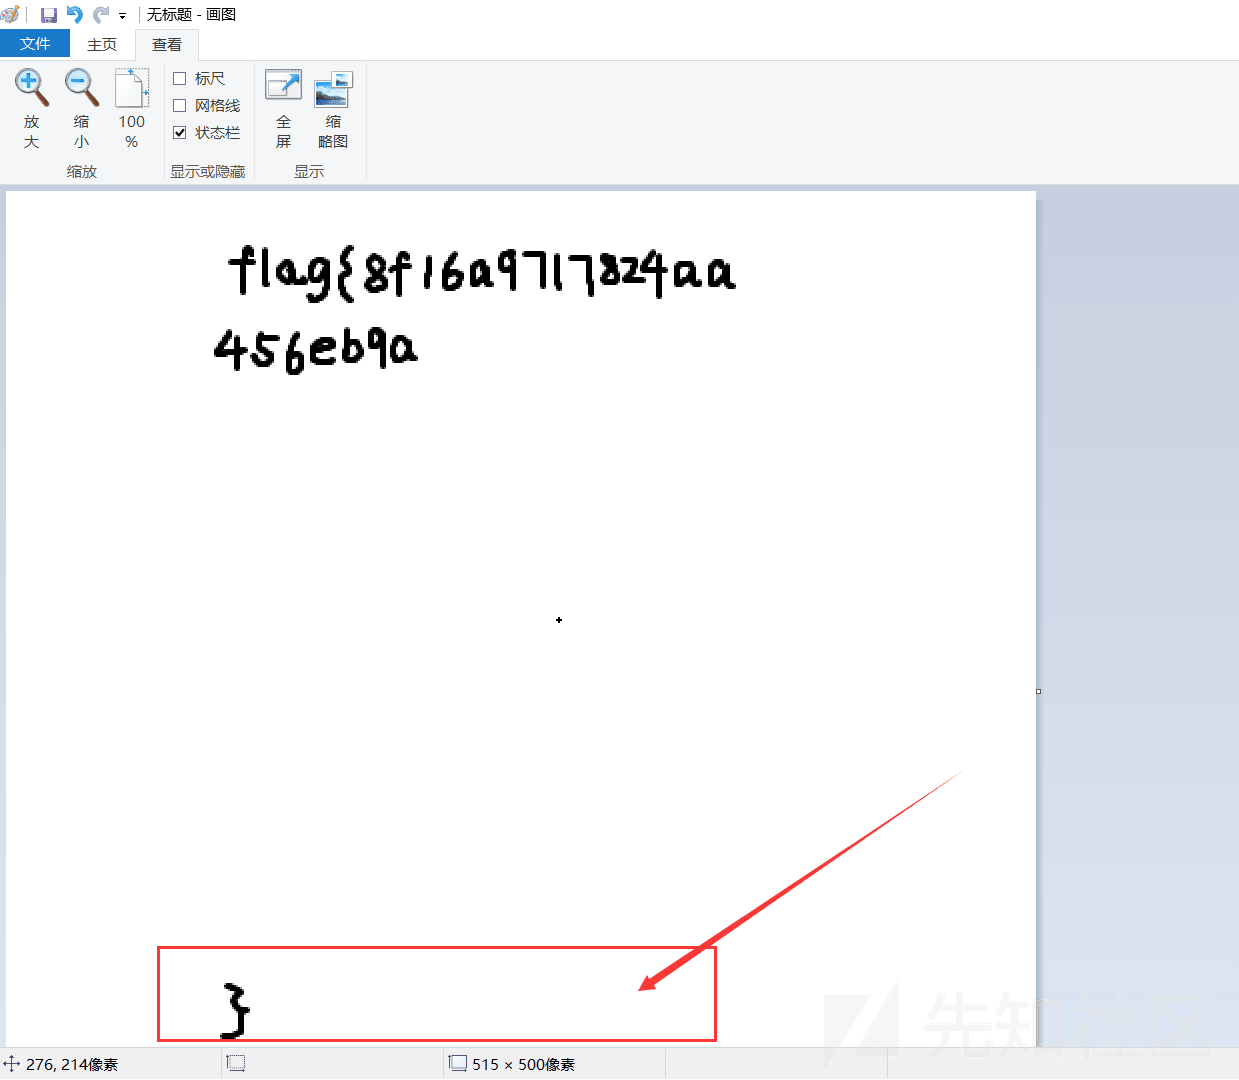 无标题 - 画图
文件 主页 查看
放大 缩小 100% 标尺 网格线 状态栏 全屏 缩略图
缩放 显示或隐藏 显示
flag{8f16a9717824aa
456eb9a
}
先知社区
276, 214像素 515 × 500像素